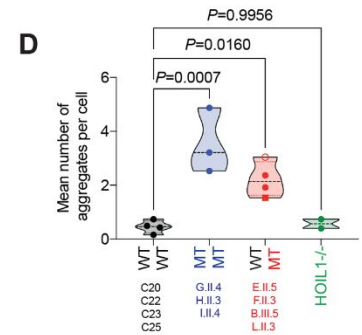 D
P=0.9956
P=0.0160
P=0.0007
Mean number of
aggregates per cell
6
4
2
0
WT WT
MT MT
WT MT
HOIL1-/-
C20 G.II.4 E.II.5
C22 H.II.3 F.II.3
C23 I.II.4 B.III.5
C25 L.II.3